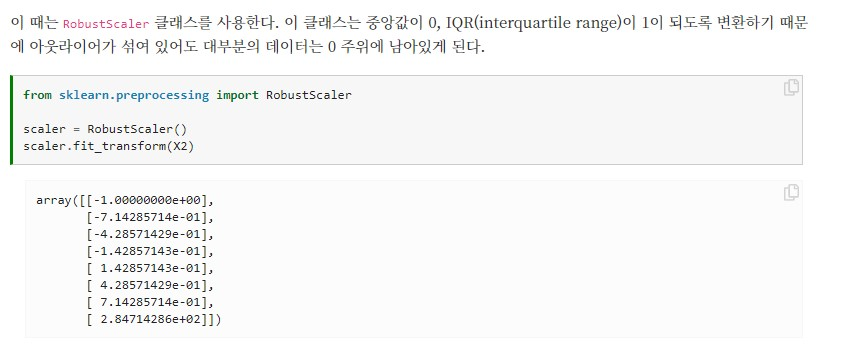 이 때는 RobustScaler 클래스를 사용한다. 이 클래스는 중앙값이 0, IQR(interquartile range)이 1이 되도록 변환하기 때문
에 아웃라이어가 섞여 있어도 대부분의 데이터는 0 주위에 남아있게 된다.
from sklearn.preprocessing import RobustScaler
scaler = RobustScaler()
scaler.fit_transform(X2)
array([[-1.00000000e+00],
[-7.14285714e-01],
[-4.28571429e-01],
[-1.42857143e-01],
[ 1.42857143e-01],
[ 4.28571429e-01],
[ 7.14285714e-01],
[ 2.84714286e+02]])